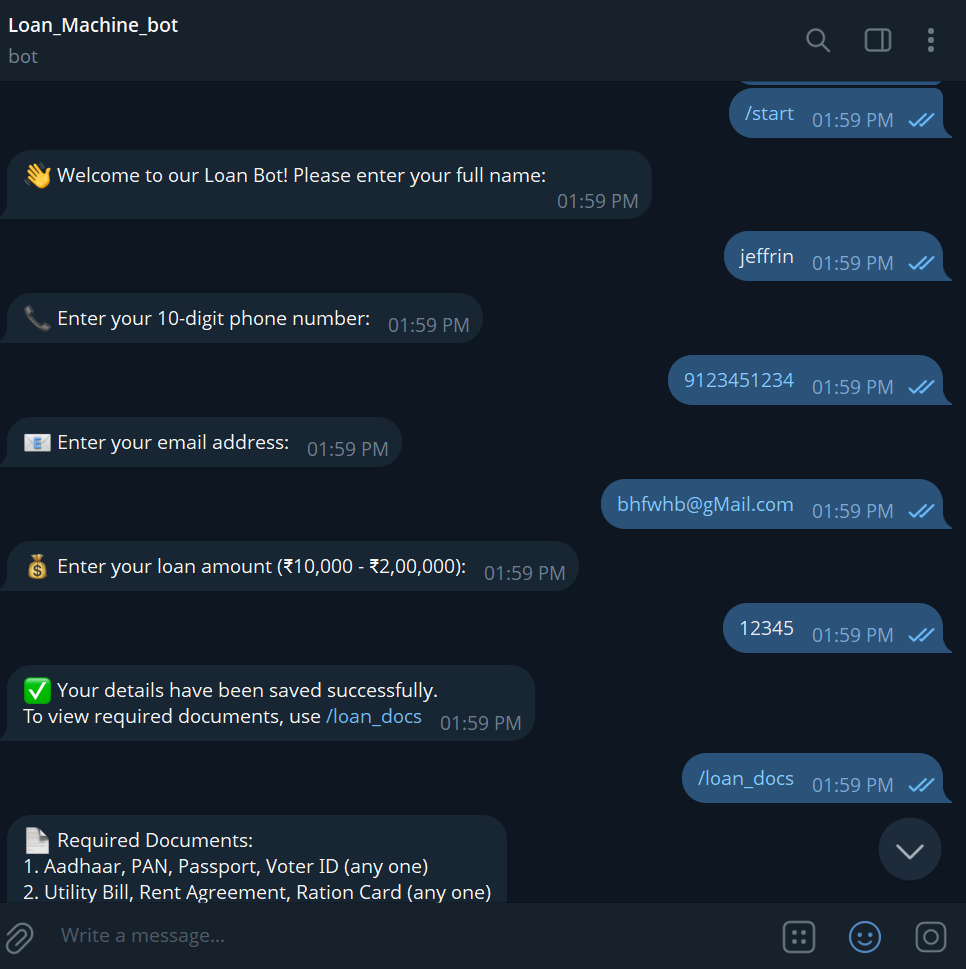 Loan_Machine_bot
bot
/start 01:59 PM
👋 Welcome to our Loan Bot! Please enter your full name:
01:59 PM
jeffrin 01:59 PM
📞 Enter your 10-digit phone number: 01:59 PM
9123451234 01:59 PM
📧 Enter your email address: 01:59 PM
bhfwhb@gMail.com 01:59 PM
💰 Enter your loan amount (₹10,000 - ₹2,00,000): 01:59 PM
12345 01:59 PM
✅ Your details have been saved successfully.
To view required documents, use /loan_docs 01:59 PM
/loan_docs 01:59 PM
📄 Required Documents:
1. Aadhaar, PAN, Passport, Voter ID (any one)
2. Utility Bill, Rent Agreement, Ration Card (any one)
Write a message...